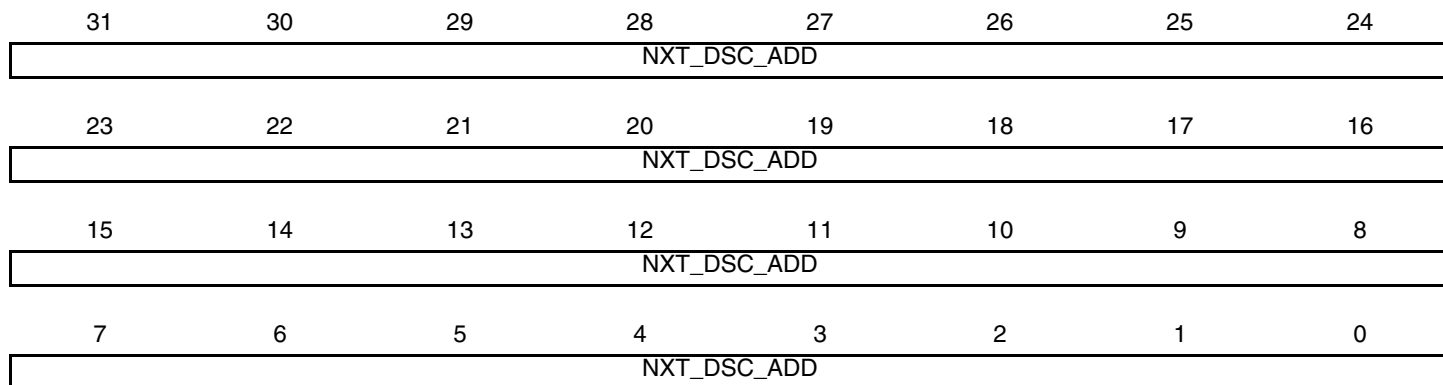 31 30 29 28 27 26 25 24
NXT_DSC_ADD
23 22 21 20 19 18 17 16
NXT_DSC_ADD
15 14 13 12 11 10 9 8
NXT_DSC_ADD
7 6 5 4 3 2 1 0
NXT_DSC_ADD